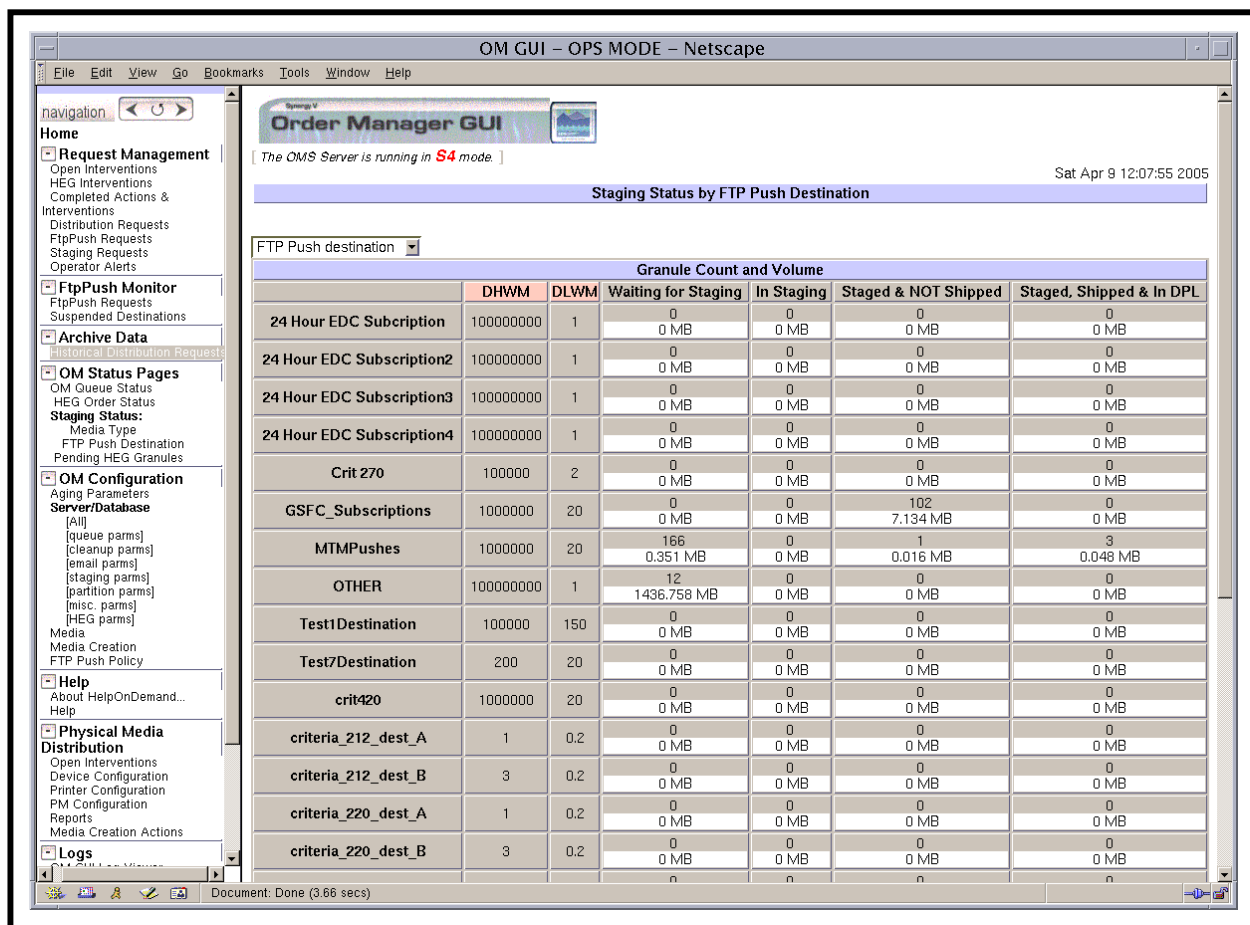 OM GUI – OPS MODE – Netscape
File Edit View Go Bookmarks Tools Window Help
navigation
Home
Request Management
Open Interventions
HEG Interventions
Completed Actions &
Interventions
Distribution Requests
FtpPush Requests
Staging Requests
Operator Alerts
FtpPush Monitor
FtpPush Requests
Suspended Destinations
Archive Data
Historical Distribution Requests
OM Status Pages
OM Queue Status
HEG Order Status
Staging Status:
Media Type
FTP Push Destination
Pending HEG Granules
OM Configuration
Aging Parameters
Server/Database
[All]
[queue parms]
[cleanup parms]
[email parms]
[staging parms]
[partition parms]
[misc. parms]
[HEG parms]
Media
Media Creation
FTP Push Policy
Help
About HelpOnDemand...
Help
Physical Media
Distribution
Open Interventions
Device Configuration
Printer Configuration
PM Configuration
Reports
Media Creation Actions
Logs
Synergy V
Order Manager GUI
[ The OMS Server is running in S4 mode. ]
Sat Apr 9 12:07:55 2005
Staging Status by FTP Push Destination
FTP Push destination
Granule Count and Volume
DHWM DLWM Waiting for Staging In Staging Staged & NOT Shipped Staged, Shipped & In DPL
24 Hour EDC Subcription 100000000 1 0 0 0 0
0 MB 0 MB 0 MB 0 MB
24 Hour EDC Subscription2 100000000 1 0 0 0 0
0 MB 0 MB 0 MB 0 MB
24 Hour EDC Subscription3 100000000 1 0 0 0 0
0 MB 0 MB 0 MB 0 MB
24 Hour EDC Subscription4 100000000 1 0 0 0 0
0 MB 0 MB 0 MB 0 MB
Crit 270 100000 2 0 0 0 0
0 MB 0 MB 0 MB 0 MB
GSFC_Subscriptions 1000000 20 0 0 102 0
0 MB 0 MB 7.134 MB 0 MB
MTMPushes 1000000 20 166 0 1 3
0.351 MB 0 MB 0.016 MB 0.048 MB
OTHER 100000000 1 12 0 0 0
1436.758 MB 0 MB 0 MB 0 MB
Test1Destination 100000 150 0 0 0 0
0 MB 0 MB 0 MB 0 MB
Test7Destination 200 20 0 0 0 0
0 MB 0 MB 0 MB 0 MB
crit420 1000000 20 0 0 0 0
0 MB 0 MB 0 MB 0 MB
criteria_212_dest_A 1 0.2 0 0 0 0
0 MB 0 MB 0 MB 0 MB
criteria_212_dest_B 3 0.2 0 0 0 0
0 MB 0 MB 0 MB 0 MB
criteria_220_dest_A 1 0.2 0 0 0 0
0 MB 0 MB 0 MB 0 MB
criteria_220_dest_B 3 0.2 0 0 0 0
0 MB 0 MB 0 MB 0 MB
Document: Done (3.66 secs)